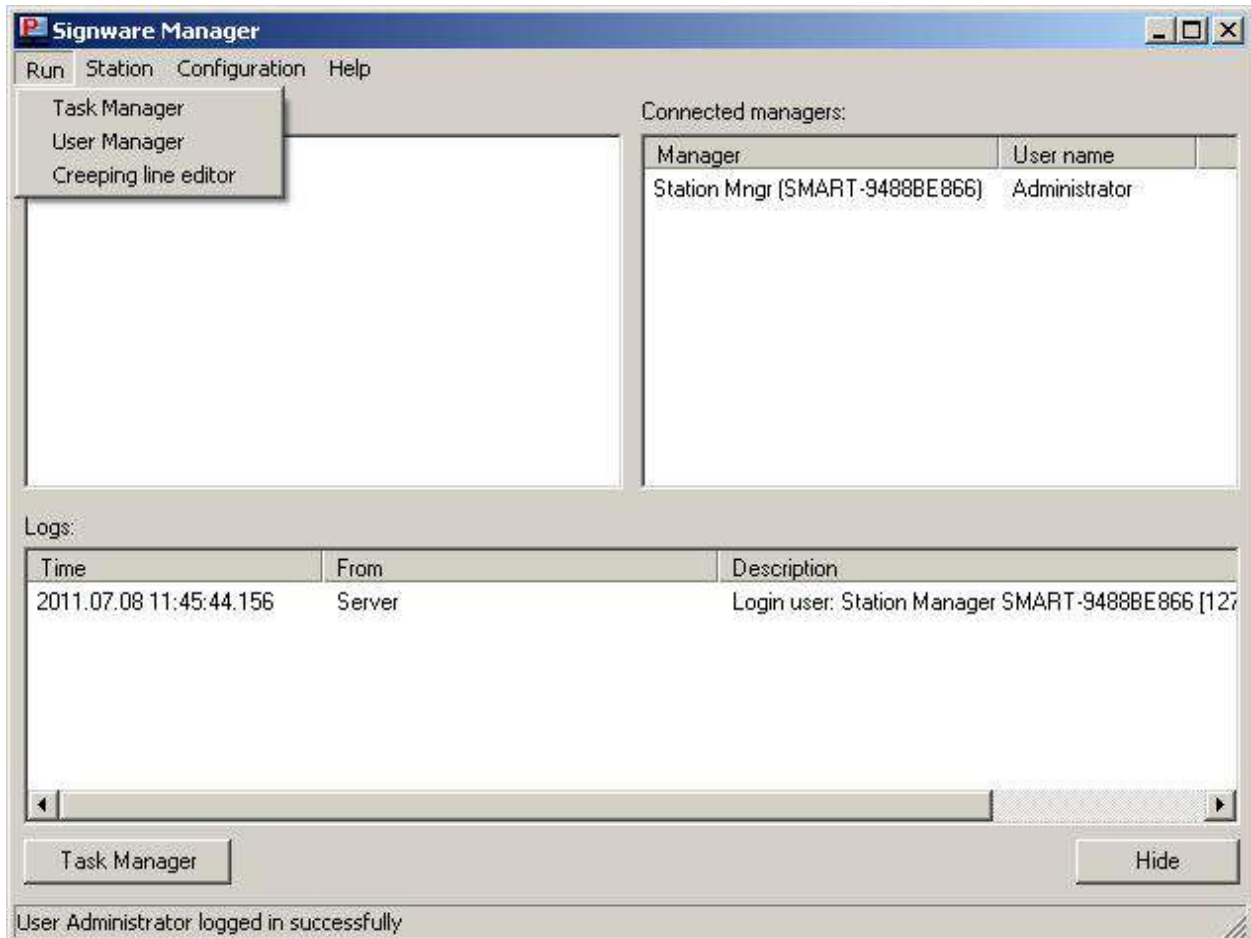 Signware Manager
Run Station Configuration Help
Task Manager
User Manager
Creeping line editor
Connected managers:
Manager User name
Station Mngr (SMART-9488BE866) Administrator
Logs:
Time From Description
2011.07.08 11:45:44.156 Server Login user: Station Manager SMART-9488BE866 [127
Task Manager Hide
User Administrator logged in successfully